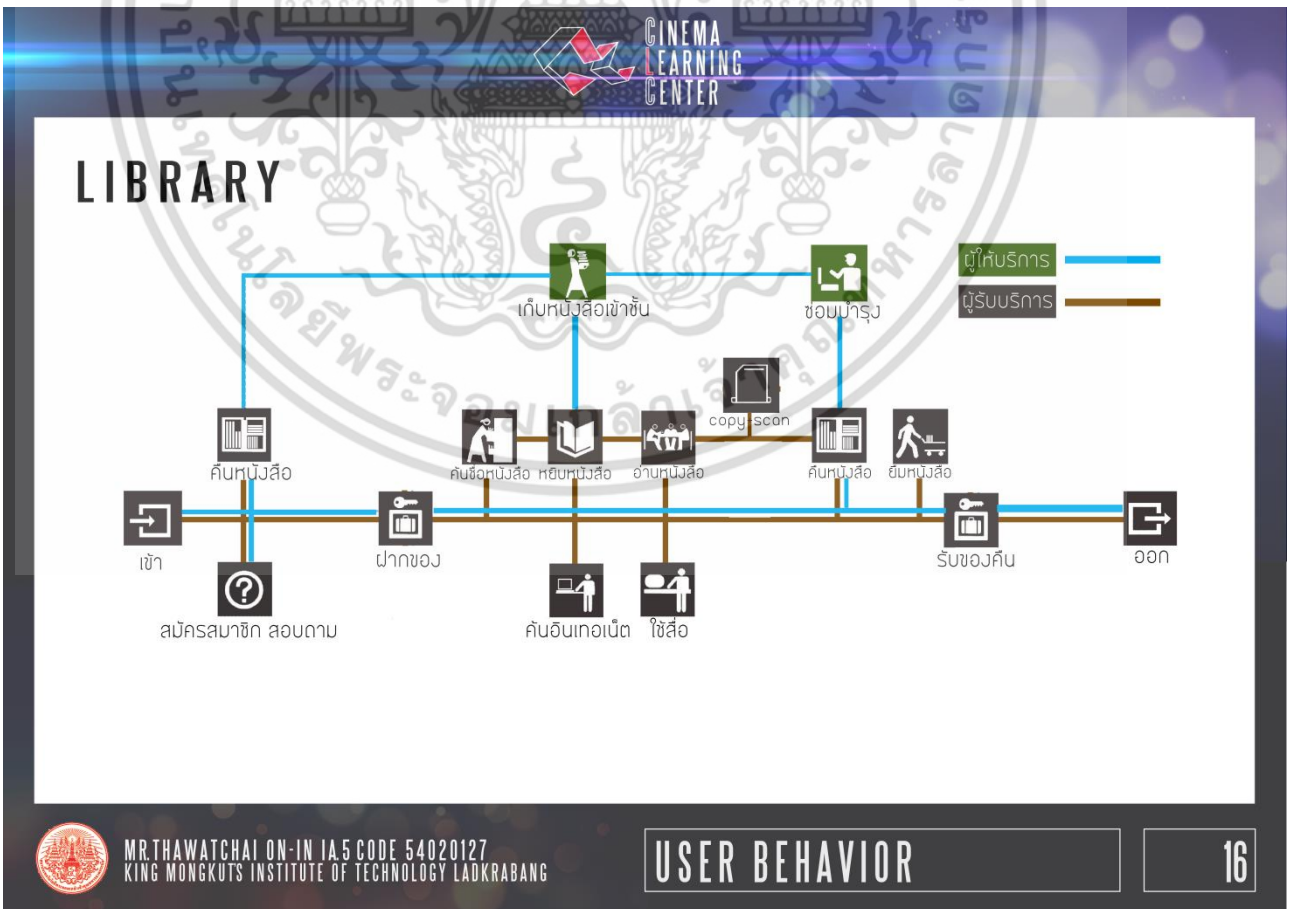 CINEMA
LEARNING
CENTER
LIBRARY
ผู้ให้บริการ
ผู้รับบริการ
เก็บหนังสือเข้าชั้น
ซ่อมบำรุง
copy-scan
คืนหนังสือ
ค้นชื่อหนังสือ
หยิบหนังสือ
อ่านหนังสือ
คืนหนังสือ
ยืมหนังสือ
เข้า
ฝากของ
รับของคืน
ออก
สมัครสมาชิก สอบถาม
ค้นอินเทอเน็ต
ใช้สื่อ
MR.THAWATCHAI ON-IN IA.5 CODE 54020127
KING MONGKUTS INSTITUTE OF TECHNOLOGY LADKRABANG
USER BEHAVIOR
16